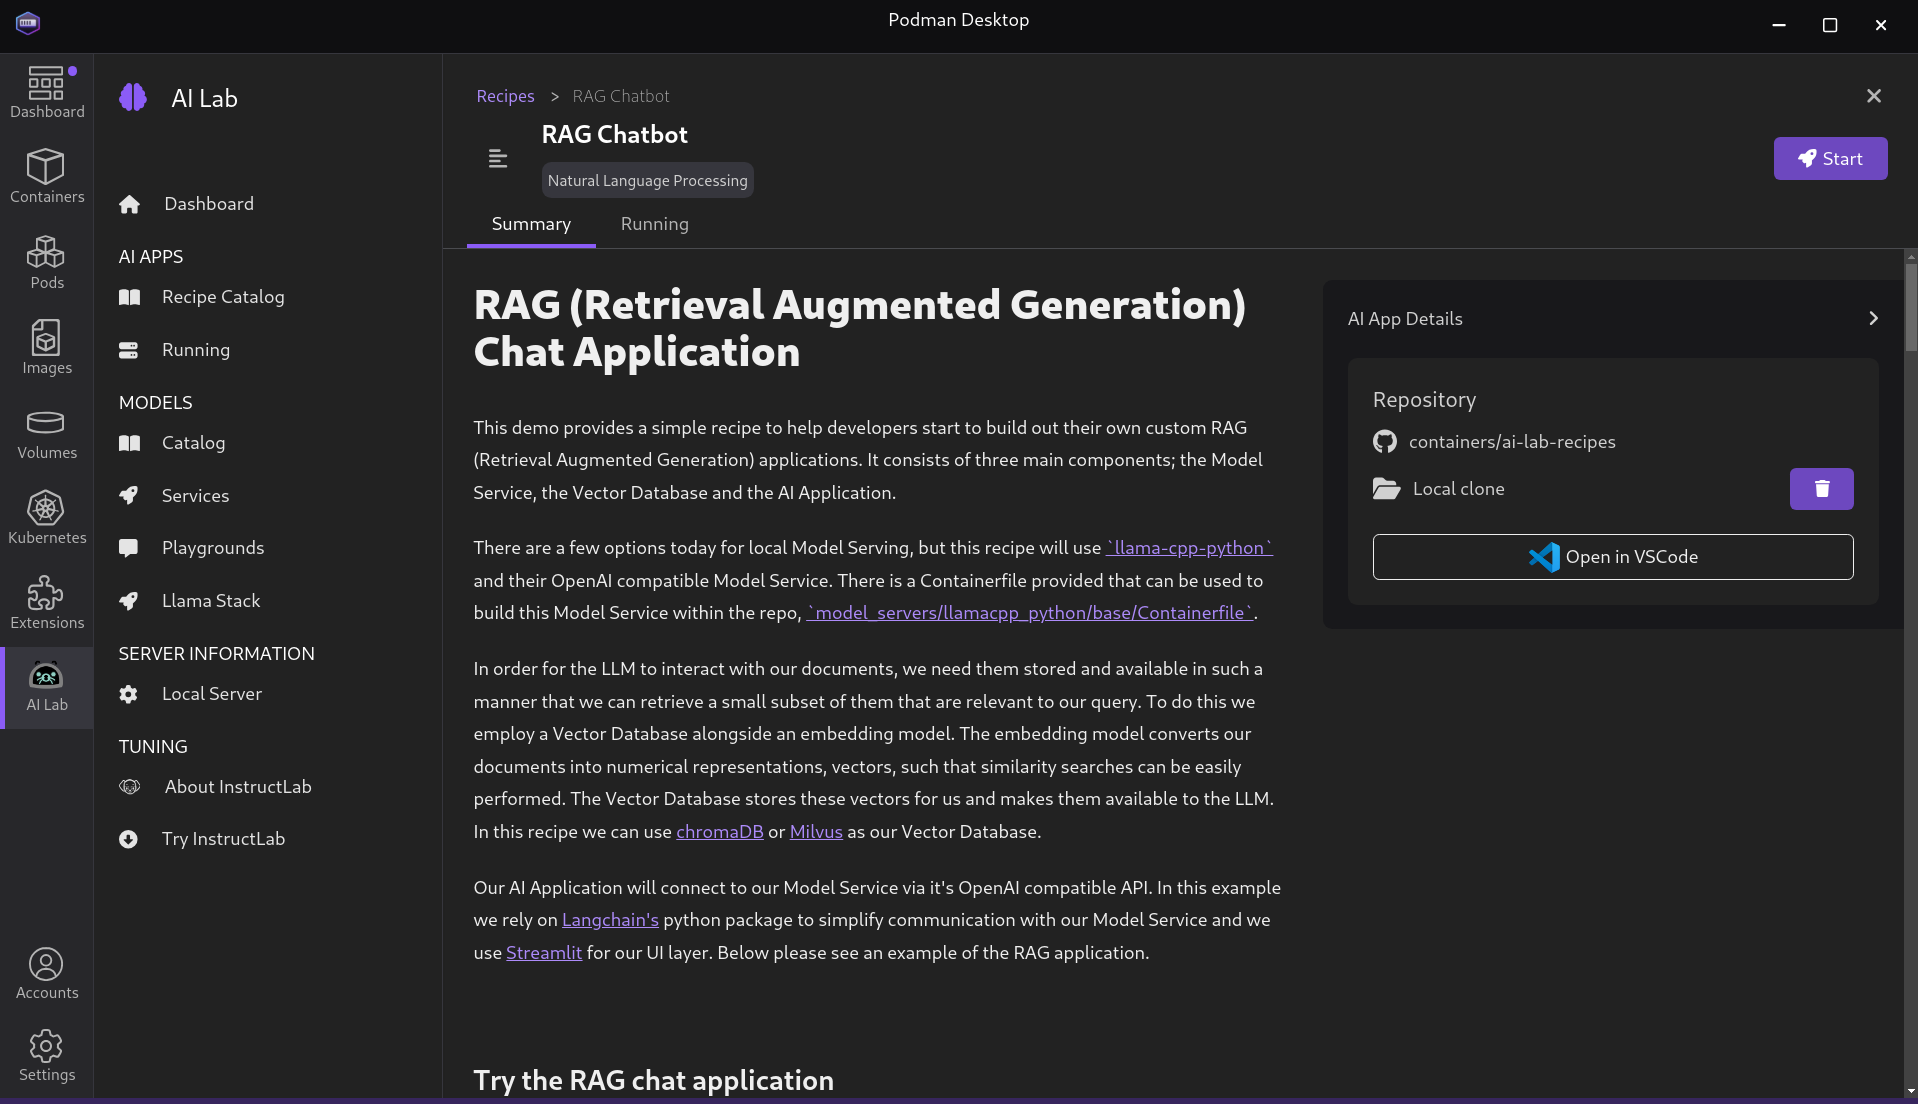 Podman Desktop
Dashboard
Containers
Pods
Images
Volumes
Kubernetes
Extensions
AI Lab
Accounts
Settings
AI Lab
Dashboard
AI APPS
Recipe Catalog
Running
MODELS
Catalog
Services
Playgrounds
Llama Stack
SERVER INFORMATION
Local Server
TUNING
About InstructLab
Try InstructLab
Recipes > RAG Chatbot
RAG Chatbot
Natural Language Processing
Start
Summary Running
RAG (Retrieval Augmented Generation)
Chat Application
This demo provides a simple recipe to help developers start to build out their own custom RAG
(Retrieval Augmented Generation) applications. It consists of three main components; the Model
Service, the Vector Database and the AI Application.
There are a few options today for local Model Serving, but this recipe will use `llama-cpp-python`
and their OpenAI compatible Model Service. There is a Containerfile provided that can be used to
build this Model Service within the repo, `model_servers/llamacpp_python/base/Containerfile`.
In order for the LLM to interact with our documents, we need them stored and available in such a
manner that we can retrieve a small subset of them that are relevant to our query. To do this we
employ a Vector Database alongside an embedding model. The embedding model converts our
documents into numerical representations, vectors, such that similarity searches can be easily
performed. The Vector Database stores these vectors for us and makes them available to the LLM.
In this recipe we can use chromaDB or Milvus as our Vector Database.
Our AI Application will connect to our Model Service via it's OpenAI compatible API. In this example
we rely on Langchain's python package to simplify communication with our Model Service and we
use Streamlit for our UI layer. Below please see an example of the RAG application.
Try the RAG chat application
AI App Details
Repository
containers/ai-lab-recipes
Local clone
Open in VSCode